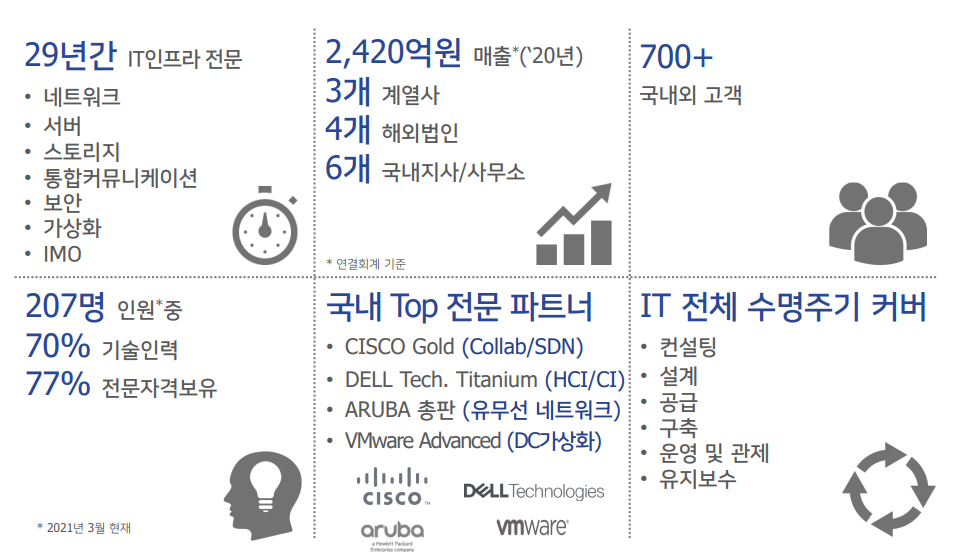 29년간 IT인프라 전문
• 네트워크
• 서버
• 스토리지
• 통합커뮤니케이션
• 보안
• 가상화
• IMO
2,420억원 매출*(‘20년)
3개 계열사
4개 해외법인
6개 국내지사/사무소
* 연결회계 기준
700+
국내외 고객
207명 인원*중
70% 기술인력
77% 전문자격보유
* 2021년 3월 현재
국내 Top 전문 파트너
• CISCO Gold (Collab/SDN)
• DELL Tech. Titanium (HCI/CI)
• ARUBA 총판 (유무선 네트워크)
• VMware Advanced (DC가상화)
CISCO™
DELLTechnologies
aruba
a Hewlett Packard
Enterprise company
vmware®
IT 전체 수명주기 커버
• 컨설팅
• 설계
• 공급
• 구축
• 운영 및 관제
• 유지보수